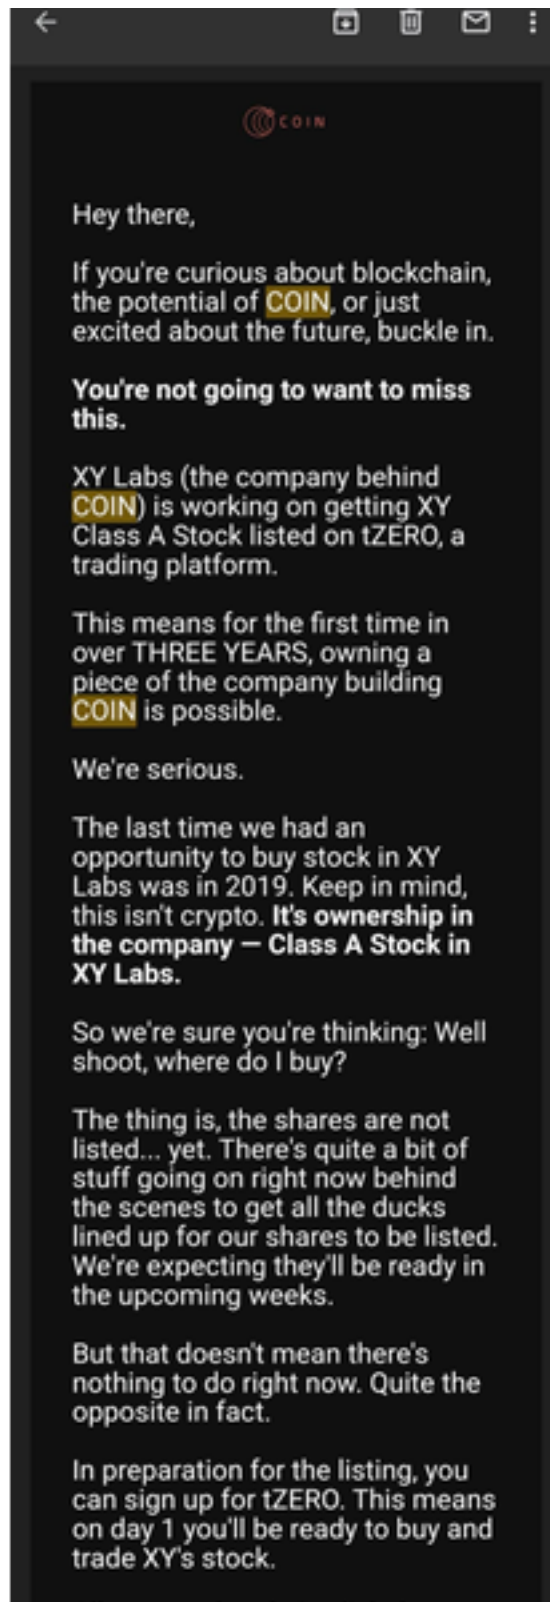 COIN
Hey there,
If you're curious about blockchain,
the potential of COIN, or just
excited about the future, buckle in.
You're not going to want to miss
this.
XY Labs (the company behind
COIN) is working on getting XY
Class A Stock listed on tZERO, a
trading platform.
This means for the first time in
over THREE YEARS, owning a
piece of the company building
COIN is possible.
We're serious.
The last time we had an
opportunity to buy stock in XY
Labs was in 2019. Keep in mind,
this isn't crypto. It's ownership in
the company — Class A Stock in
XY Labs.
So we're sure you're thinking: Well
shoot, where do I buy?
The thing is, the shares are not
listed... yet. There's quite a bit of
stuff going on right now behind
the scenes to get all the ducks
lined up for our shares to be listed.
We're expecting they'll be ready in
the upcoming weeks.
But that doesn't mean there's
nothing to do right now. Quite the
opposite in fact.
In preparation for the listing, you
can sign up for tZERO. This means
on day 1 you'll be ready to buy and
trade XY's stock.